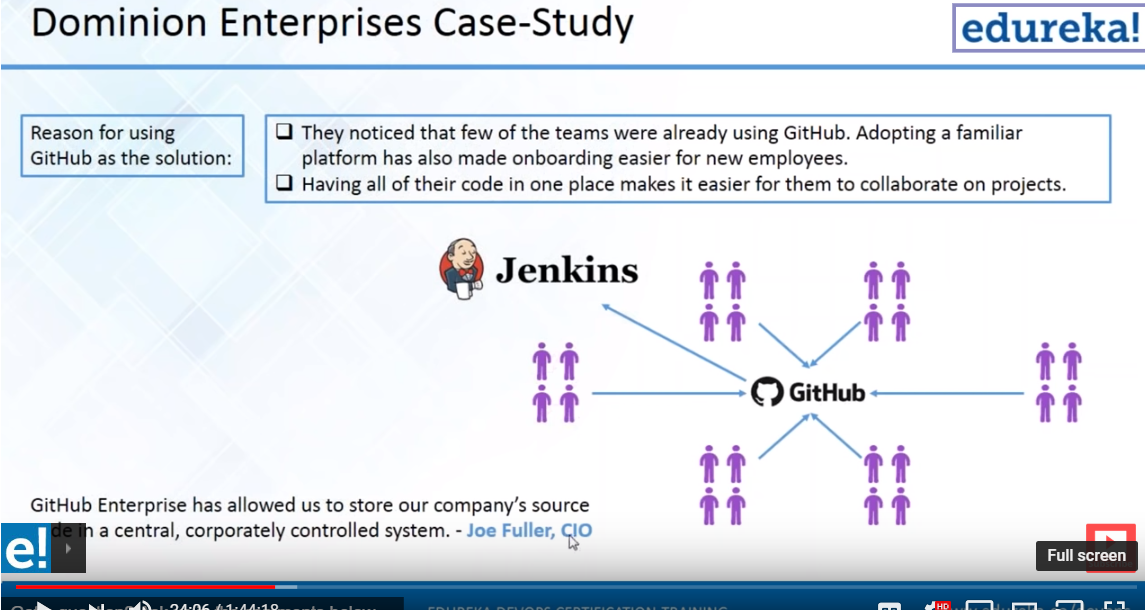 Dominion Enterprises Case-Study
edureka!
Reason for using
GitHub as the solution:
❑ They noticed that few of the teams were already using GitHub. Adopting a familiar
platform has also made onboarding easier for new employees.
❑ Having all of their code in one place makes it easier for them to collaborate on projects.
Jenkins
GitHub
GitHub Enterprise has allowed us to store our company's source
in a central, corporately controlled system. - Joe Fuller, CIO
e!
Full screen
24:06 / 1:44:18
EDUREKA DEVOPS CERTIFICATION TRAINING
HD